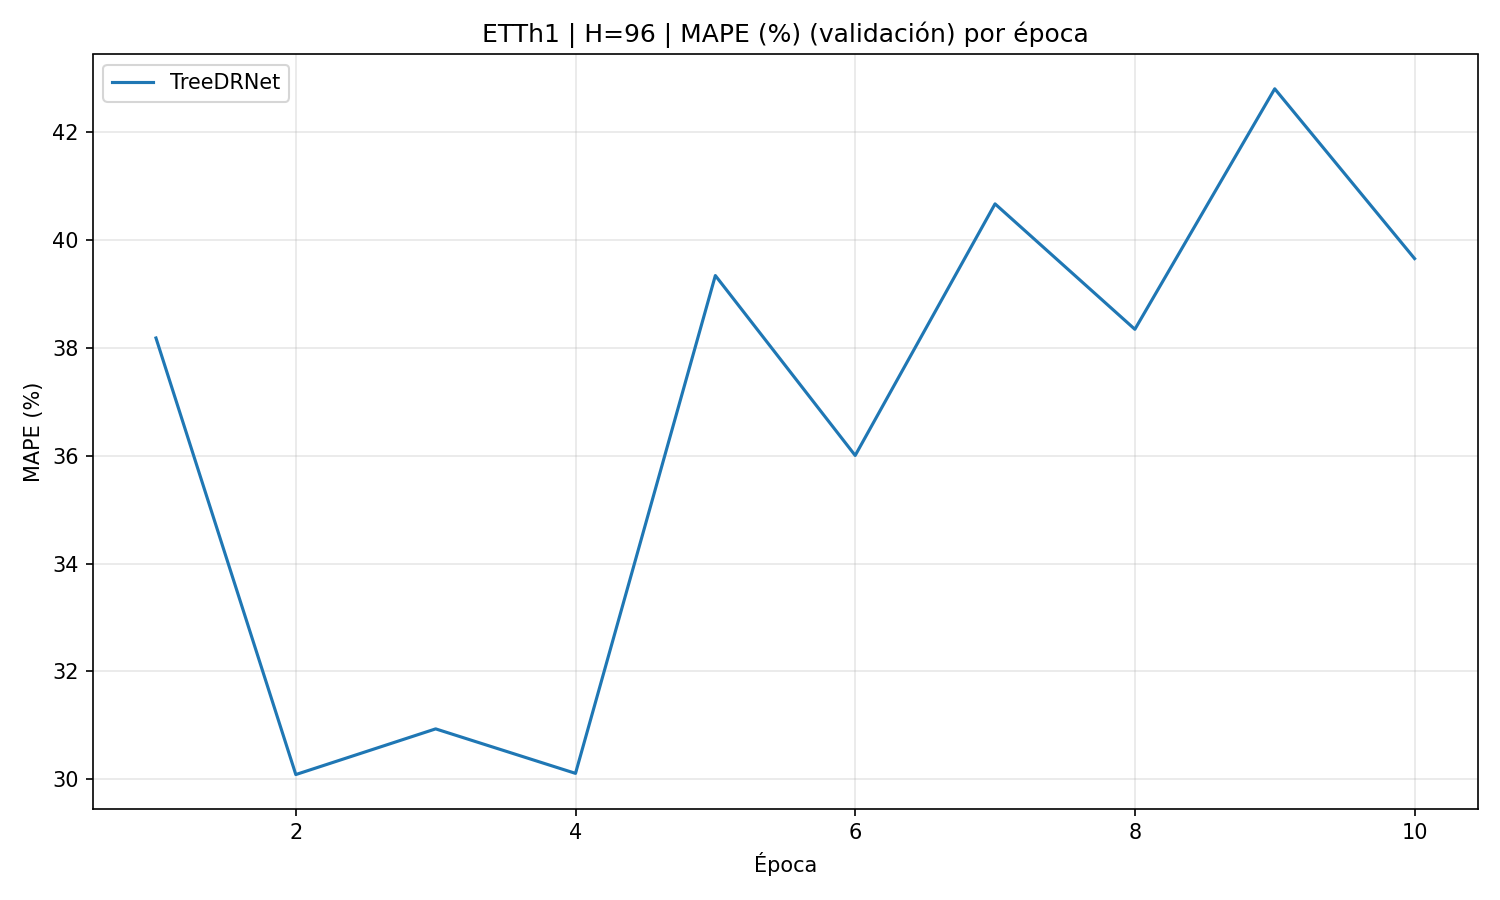 ETTh1 | H=96 | MAPE (%) (validación) por época
TreeDRNet
MAPE (%)
42
40
38
36
34
32
30
2 4 6 8 10
Época